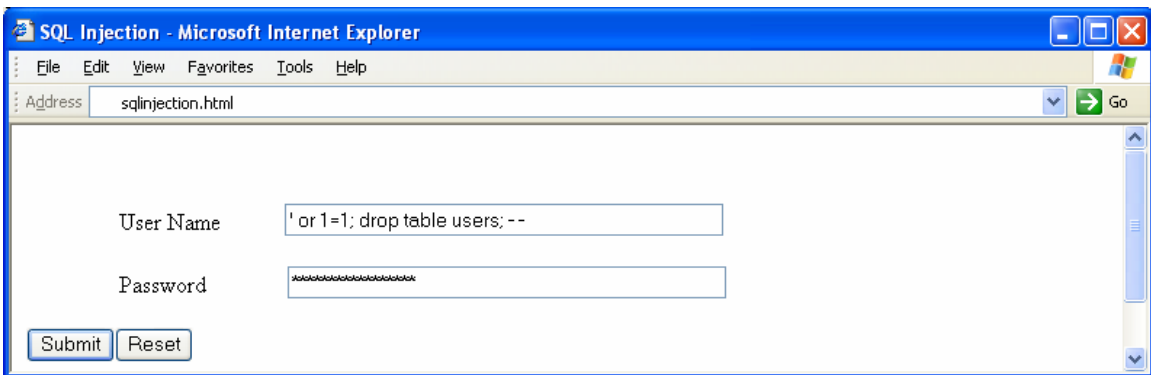 SQL Injection - Microsoft Internet Explorer
File Edit View Favorites Tools Help
Address sqlinjection.html Go
User Name ' or 1=1; drop table users; --
Password ********************
Submit Reset